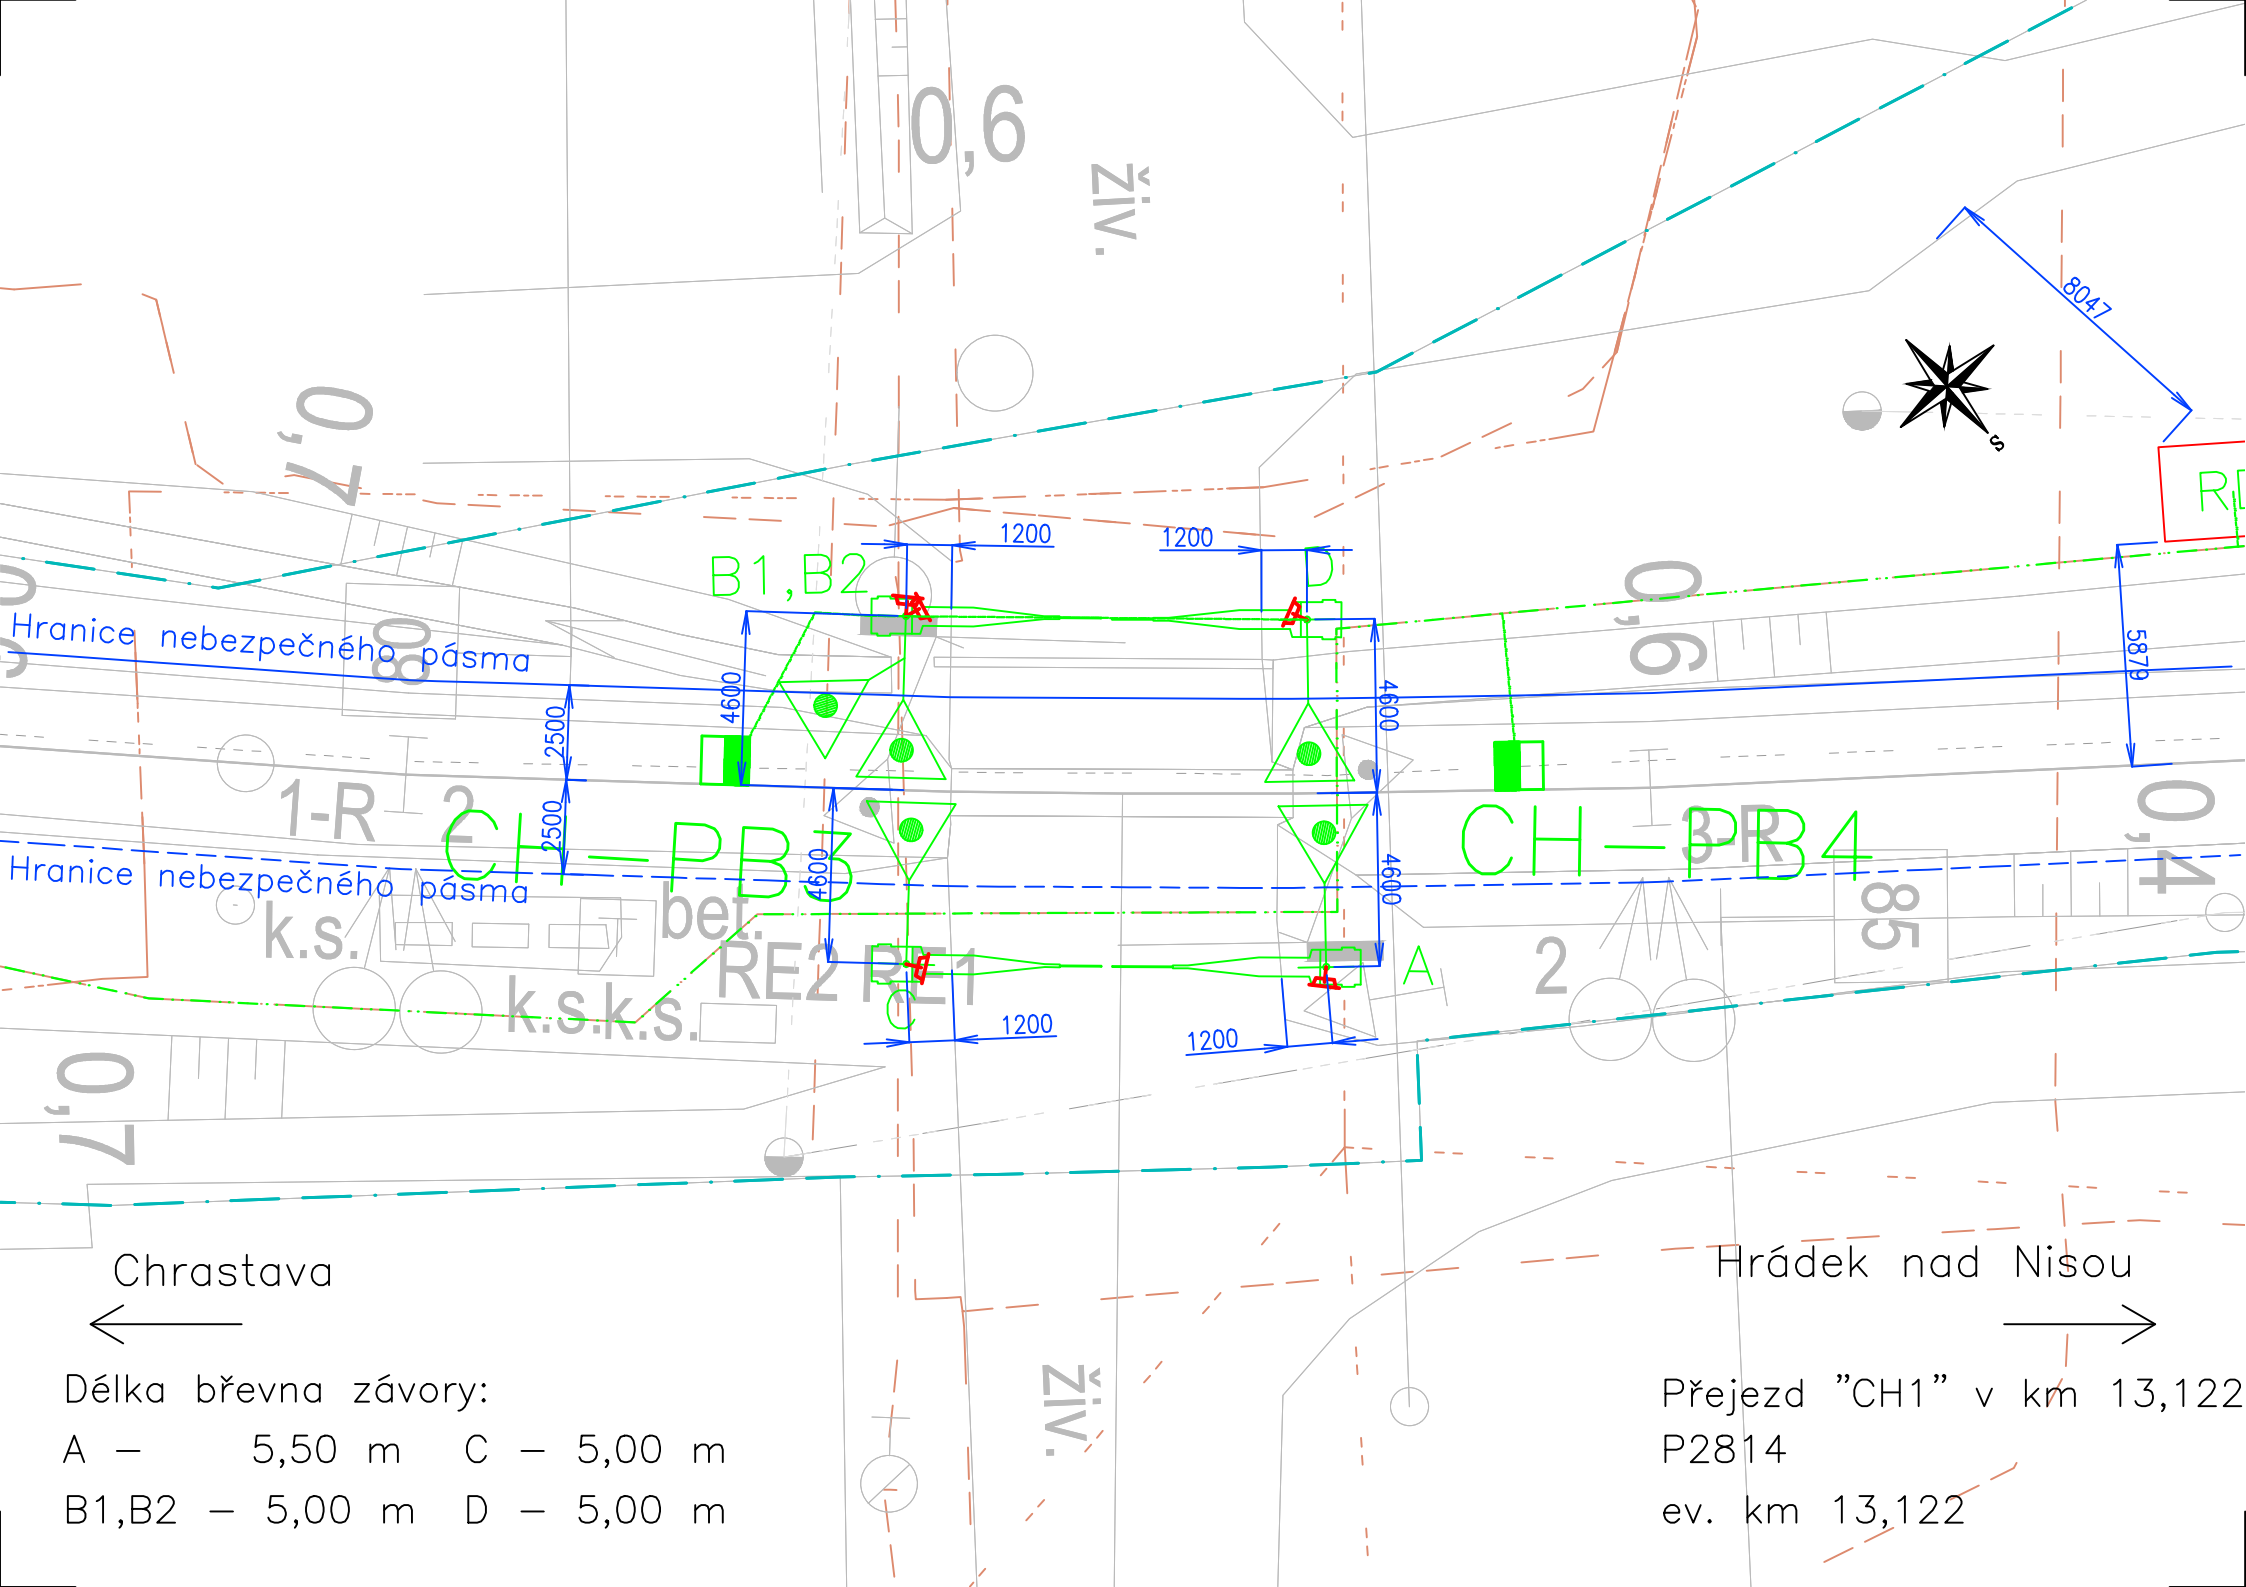 0,6
živ.
8047
S
0,7
1200
1200
B1,B2
D
0,6
Hranice nebezpečného pásma
80
5879
4600
4600
2500
1-R
2
CH-PB3
2500
4600
CH-PB4
3-R
4600
0,4
Hranice nebezpečného pásma
k.s.
bet.
85
RE2
RE1
A
2
k.s.
k.s.
C
1200
1200
0,7
Chrastava
Hrádek nad Nisou
Délka břevna závory:
A - 5,50 m C - 5,00 m
B1,B2 - 5,00 m D - 5,00 m
živ.
Přejezd "CH1" v km 13,122
P2814
ev. km 13,122